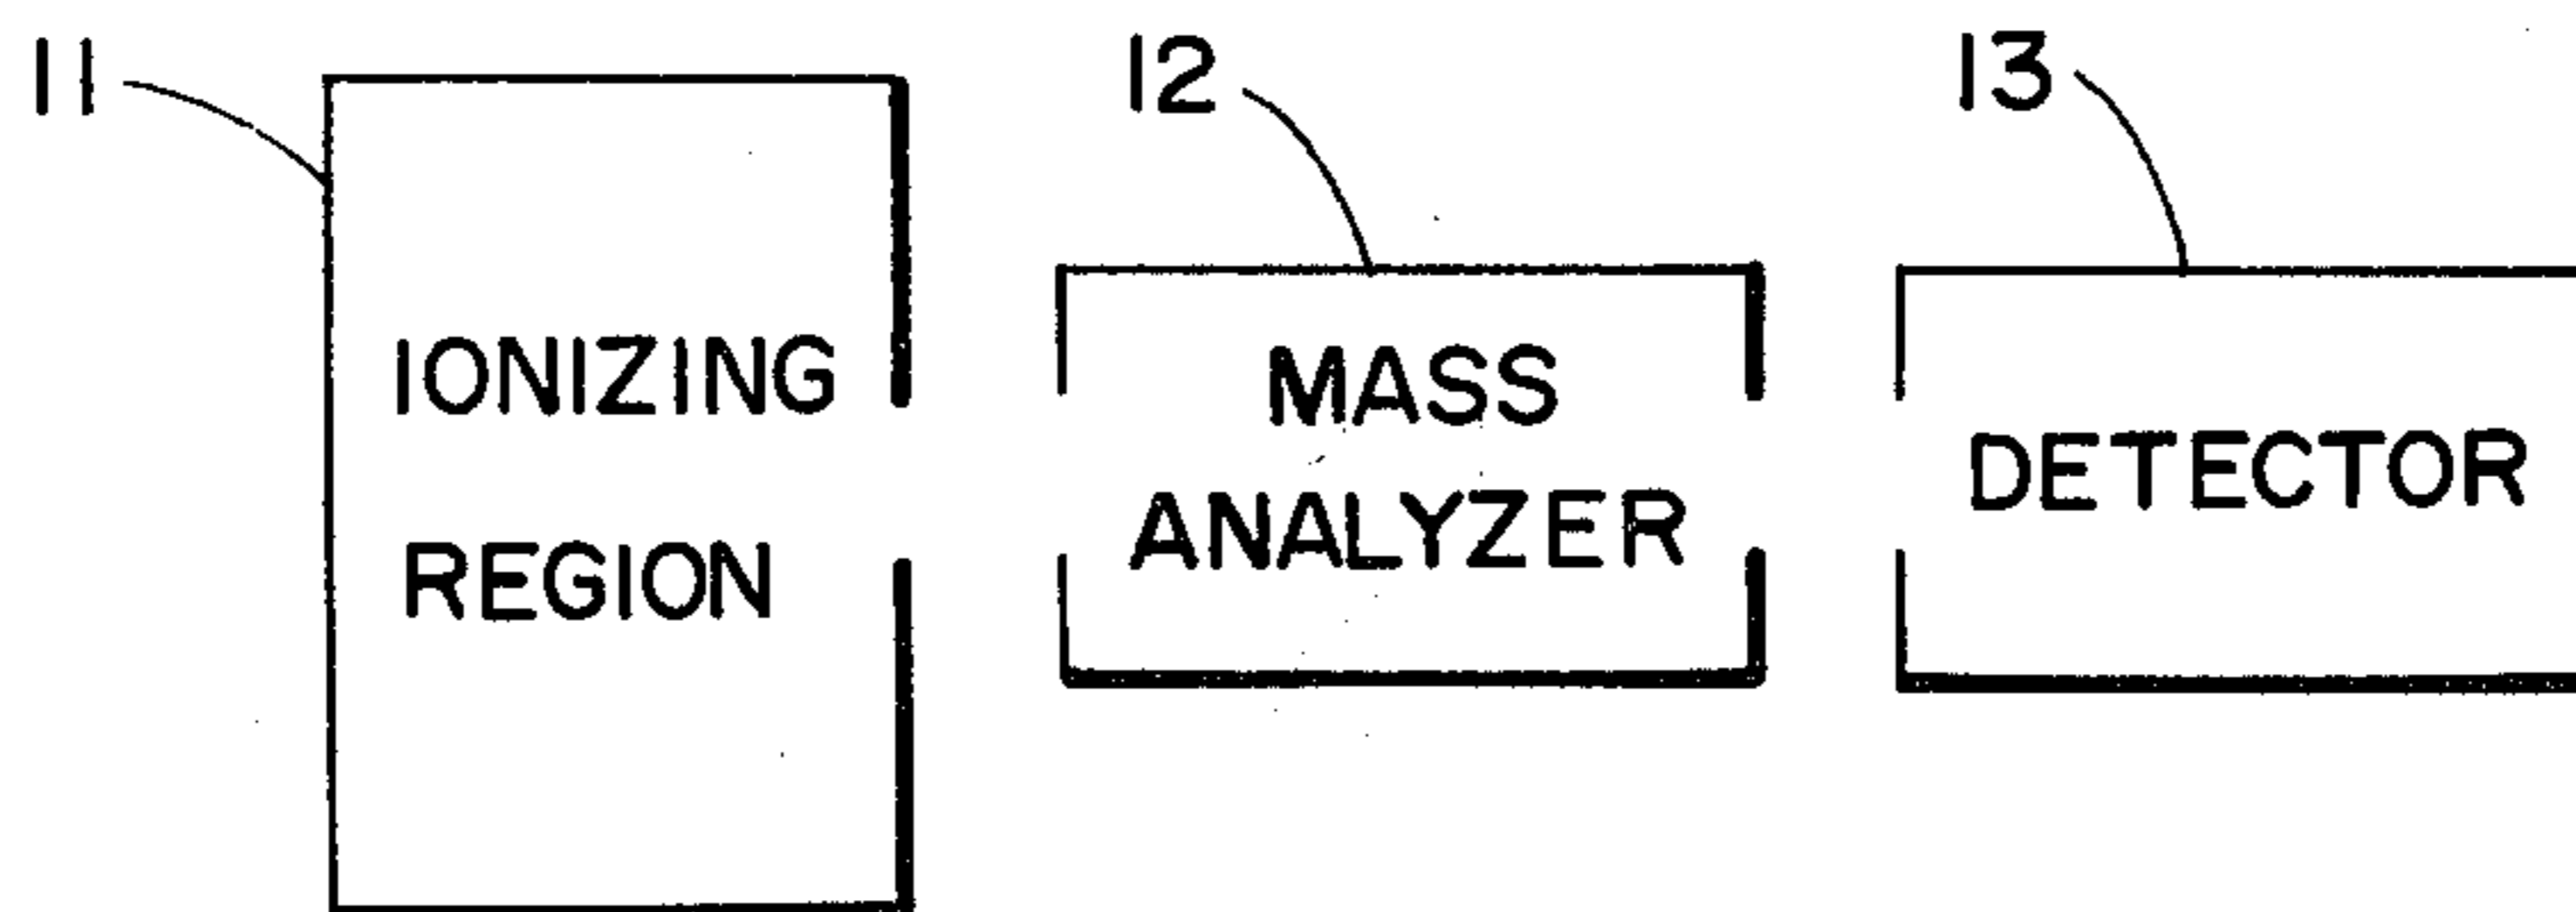 11
12
13
IONIZING
REGION
MASS
ANALYZER
DETECTOR